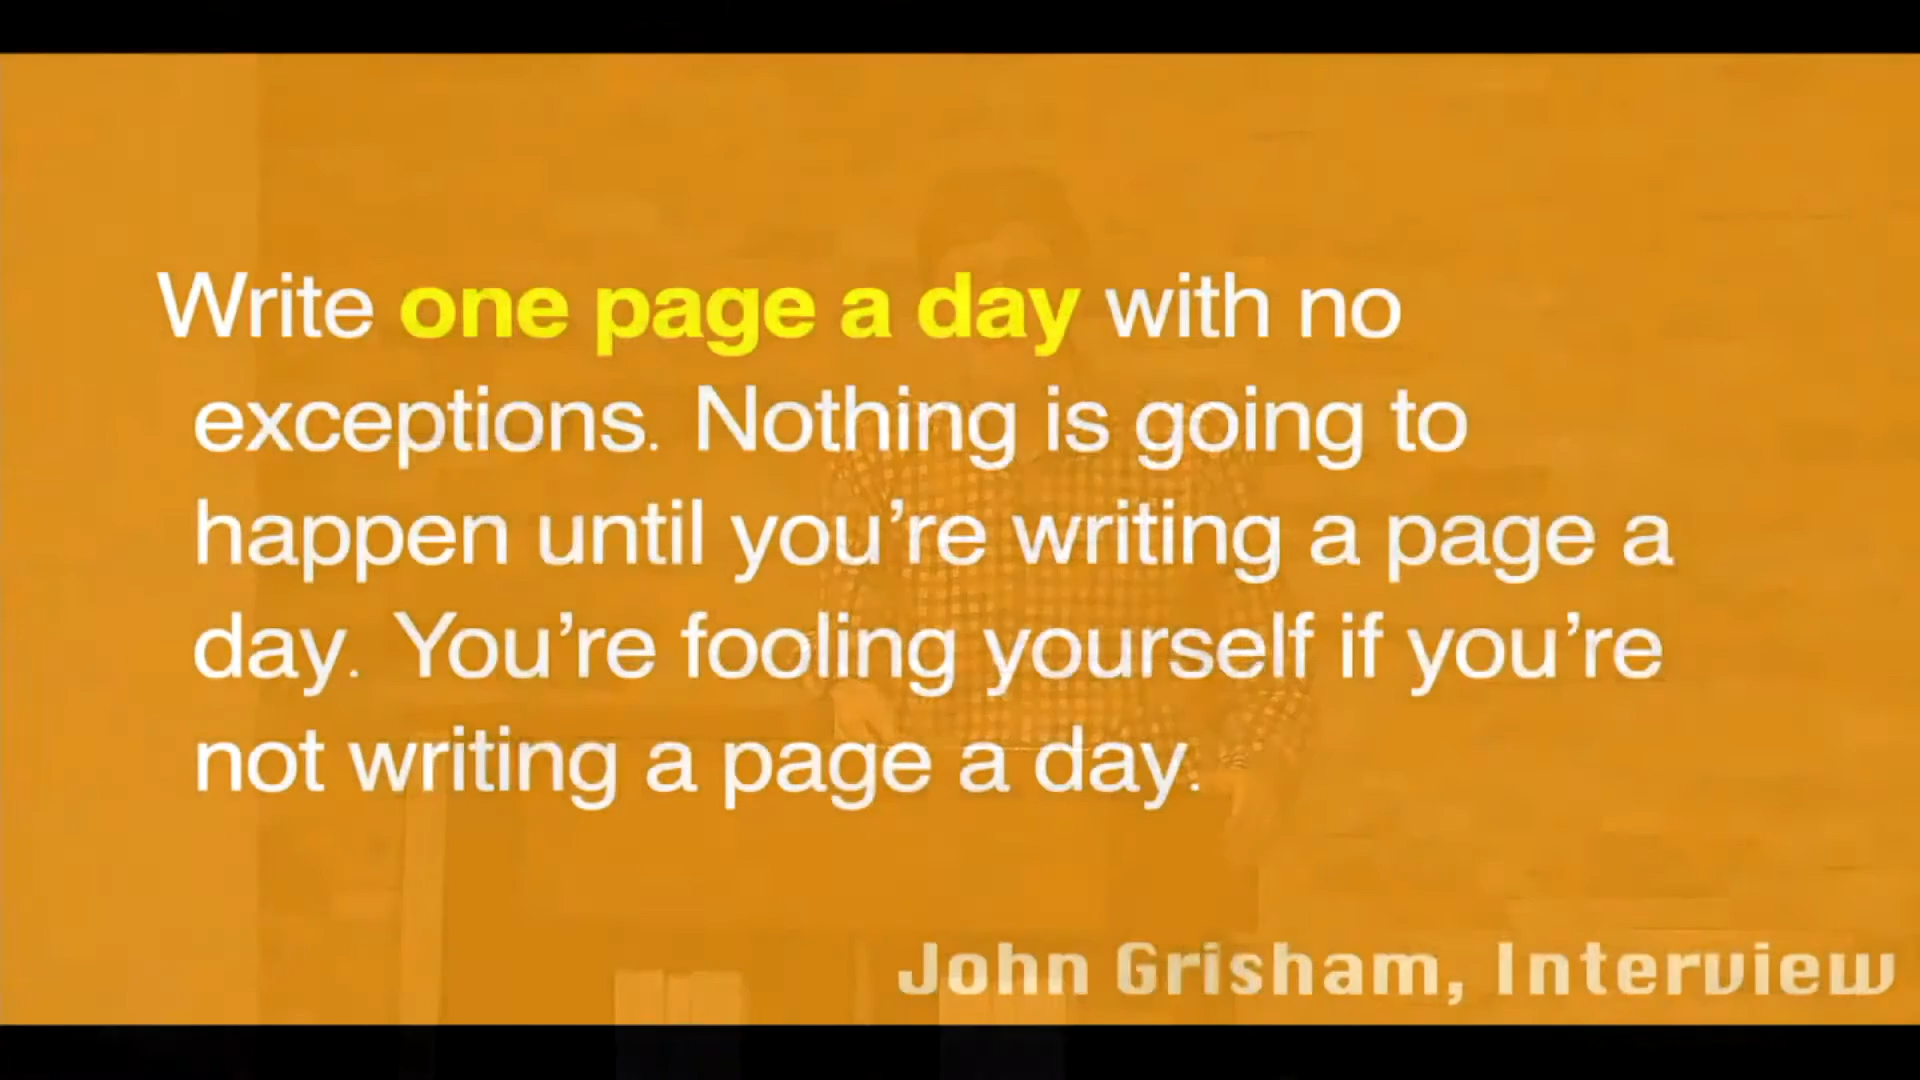 Write one page a day with no
exceptions. Nothing is going to
happen until you’re writing a page a
day. You’re fooling yourself if you’re
not writing a page a day.
John Grisham, Interview